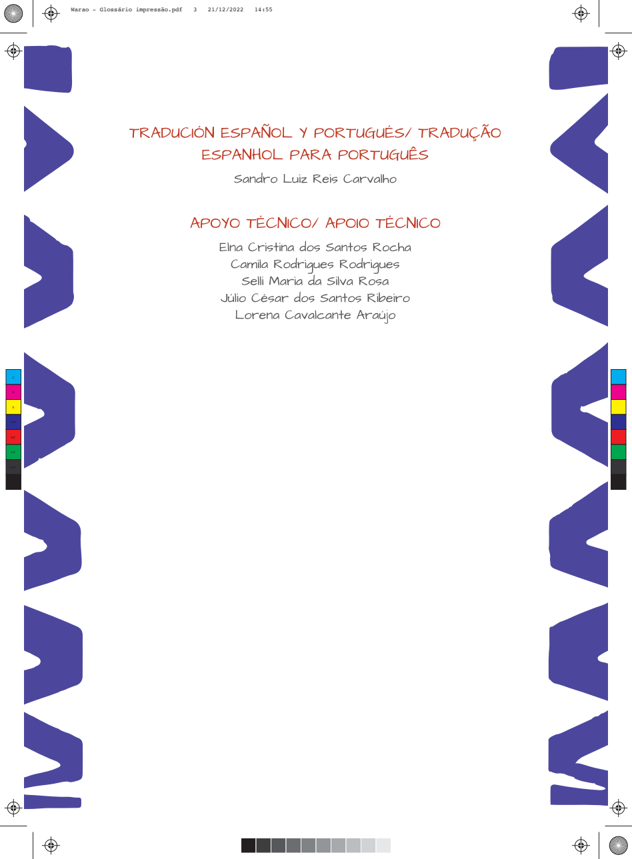 Warao - Glossário impressão.pdf 3 21/12/2022 14:55
TRADUCIÓN ESPAÑOL Y PORTUGUÉS/ TRADUÇÃO
ESPANHOL PARA PORTUGUÊS
Sandro Luiz Reis Carvalho
APOYO TÉCNICO/ APOIO TÉCNICO
Elna Cristina dos Santos Rocha
Camila Rodrigues Rodrigues
Selli Maria da Silva Rosa
Júlio César dos Santos Ribeiro
Lorena Cavalcante Araújo